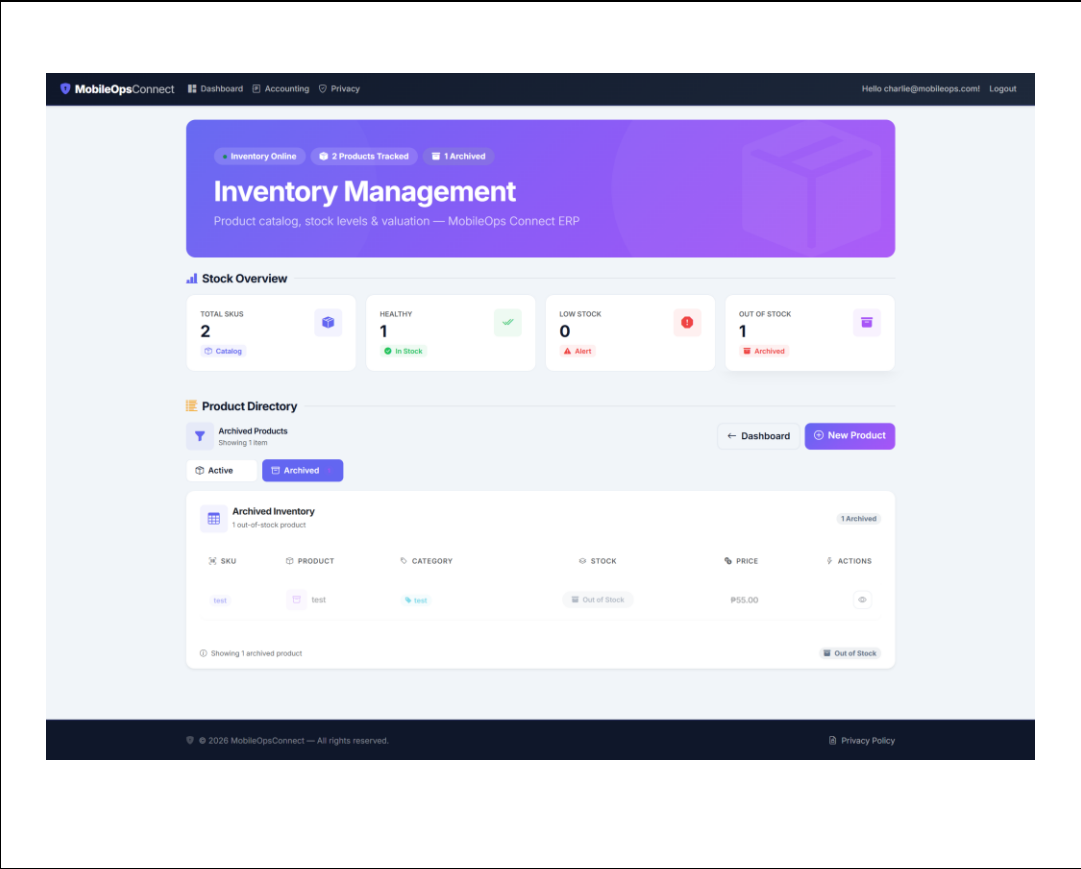 MobileOpsConnect Dashboard Accounting Privacy Hello charlie@mobileops.com! Logout
Inventory Online 2 Products Tracked 1 Archived
Inventory Management
Product catalog, stock levels & valuation — MobileOps Connect ERP
Stock Overview
TOTAL SKUS HEALTHY LOW STOCK OUT OF STOCK
2 1 0 1
Catalog In Stock Alert Archived
Product Directory
Archived Products
Showing 1 item
← Dashboard New Product
Active Archived
Archived Inventory
1 out-of-stock product
1 Archived
SKU PRODUCT CATEGORY STOCK PRICE ACTIONS
test test test Out of Stock ₱55.00
Showing 1 archived product Out of Stock
© 2026 MobileOpsConnect — All rights reserved. Privacy Policy